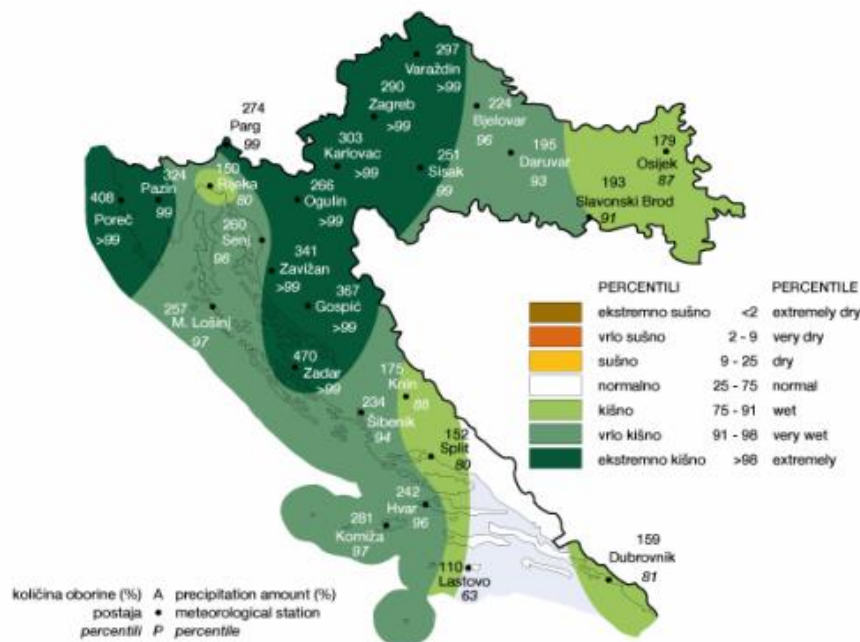 297
Varaždin
>99
290
Zagreb
>99
224
Bjelovar
96
274
Parg
99
303
Karlovac
>99
251
Sisak
99
195
Daruvar
93
179
Osijek
87
193
Slavonski Brod
91
324
Pazin
99
150
Rijeka
80
408
Poreč
>99
266
Ogulin
>99
260
Senj
98
341
Zavižan
>99
367
Gospić
>99
257
M. Lošinj
97
470
Zadar
>99
175
Knin
88
234
Šibenik
94
152
Split
80
242
Hvar
96
281
Komiža
97
110
Lastovo
63
159
Dubrovnik
81
PERCENTILI PERCENTILE
ekstremno sušno <2 extremely dry
vrlo sušno 2 - 9 very dry
sušno 9 - 25 dry
normalno 25 - 75 normal
kišno 75 - 91 wet
vrlo kišno 91 - 98 very wet
ekstremno kišno >98 extremely
količina oborine (%) A precipitation amount (%)
postaja • meteorological station
percentili P percentile